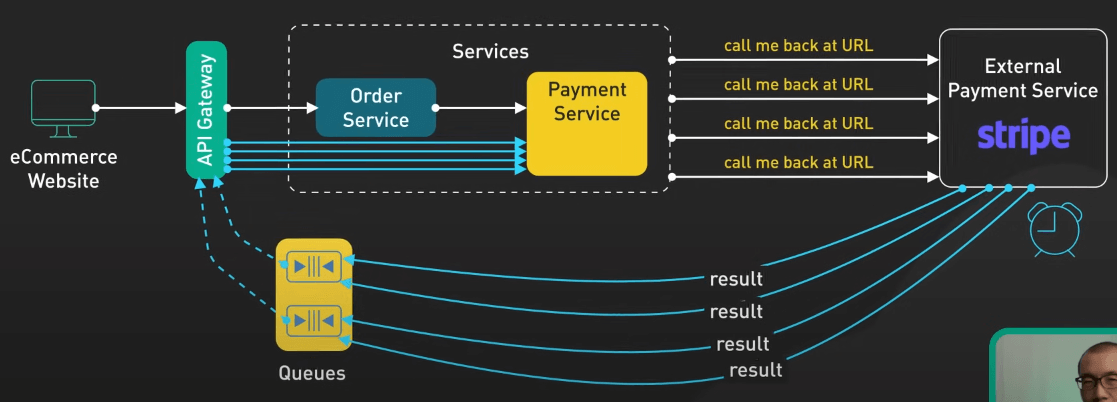 Services
call me back at URL
call me back at URL
call me back at URL
call me back at URL
External
Payment Service
stripe
eCommerce
Website
API Gateway
Order
Service
Payment
Service
result
result
result
result
Queues